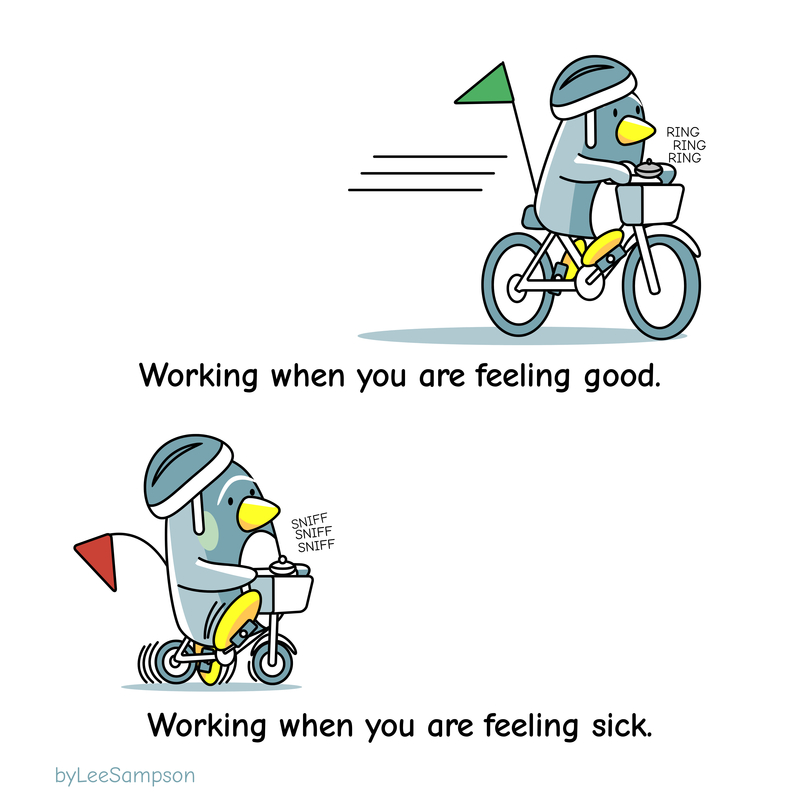 RING
RING
RING
Working when you are feeling good.
SNIFF
SNIFF
SNIFF
Working when you are feeling sick.
byLeeSampson